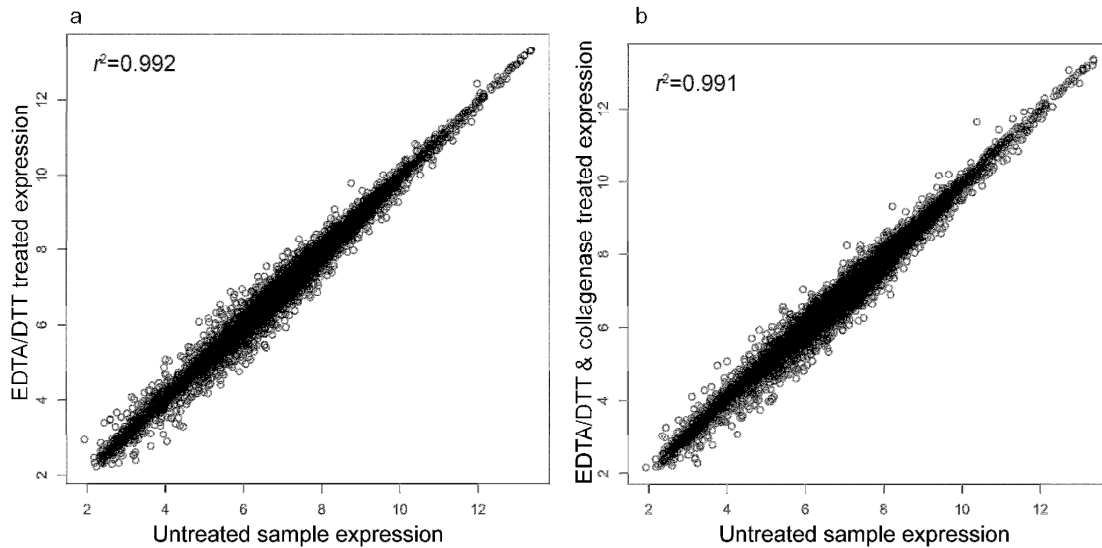 a
r²=0.992
EDTA/DTT treated expression
12
10
8
6
4
2
2 4 6 8 10 12
Untreated sample expression
b
r²=0.991
EDTA/DTT & collagenase treated expression
12
10
8
6
4
2
2 4 6 8 10 12
Untreated sample expression